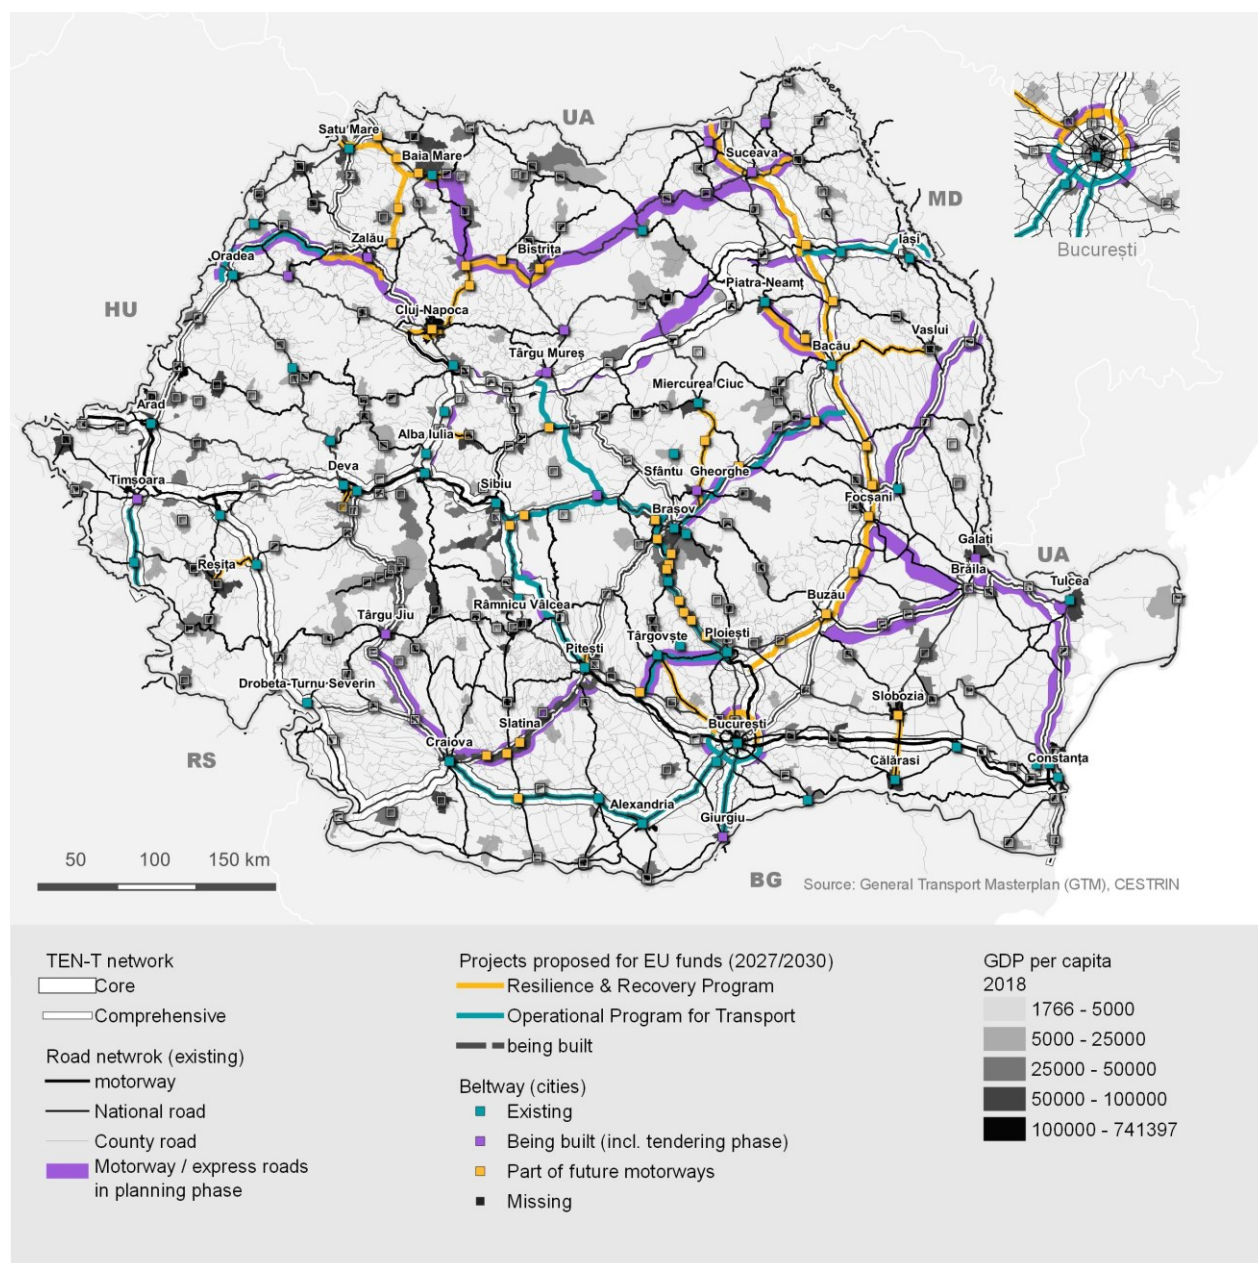 UA
Satu Mare
Baia Mare
Suceava
MD
București
Zalău
Bistrița
Iași
Oradea
HU
Piatra-Neamț
Cluj-Napoca
Vaslui
Târgu Mureș
Bacău
Miercurea Ciuc
Arad
Alba Iulia
Deva
Sfântu Gheorghe
Timșoara
Sibiu
Focșani
Brașov
Galați
UA
Reșița
Brăila
Tulcea
Buzău
Râmnicu Vâlcea
Târgu Jiu
Târgovște
Ploiești
Pitești
Drobeta-Turnu Severin
Slobozia
Slatina
București
RS
Craiova
Călărasi
Constanța
Alexandria
Giurgiu
50 100 150 km
BG
Source: General Transport Masterplan (GTM), CESTRIN
TEN-T network
Core
Comprehensive
Road netwrok (existing)
motorway
National road
County road
Motorway / express roads
in planning phase
Projects proposed for EU funds (2027/2030)
Resilience & Recovery Program
Operational Program for Transport
being built
Beltway (cities)
Existing
Being built (incl. tendering phase)
Part of future motorways
Missing
GDP per capita
2018
1766 - 5000
5000 - 25000
25000 - 50000
50000 - 100000
100000 - 741397